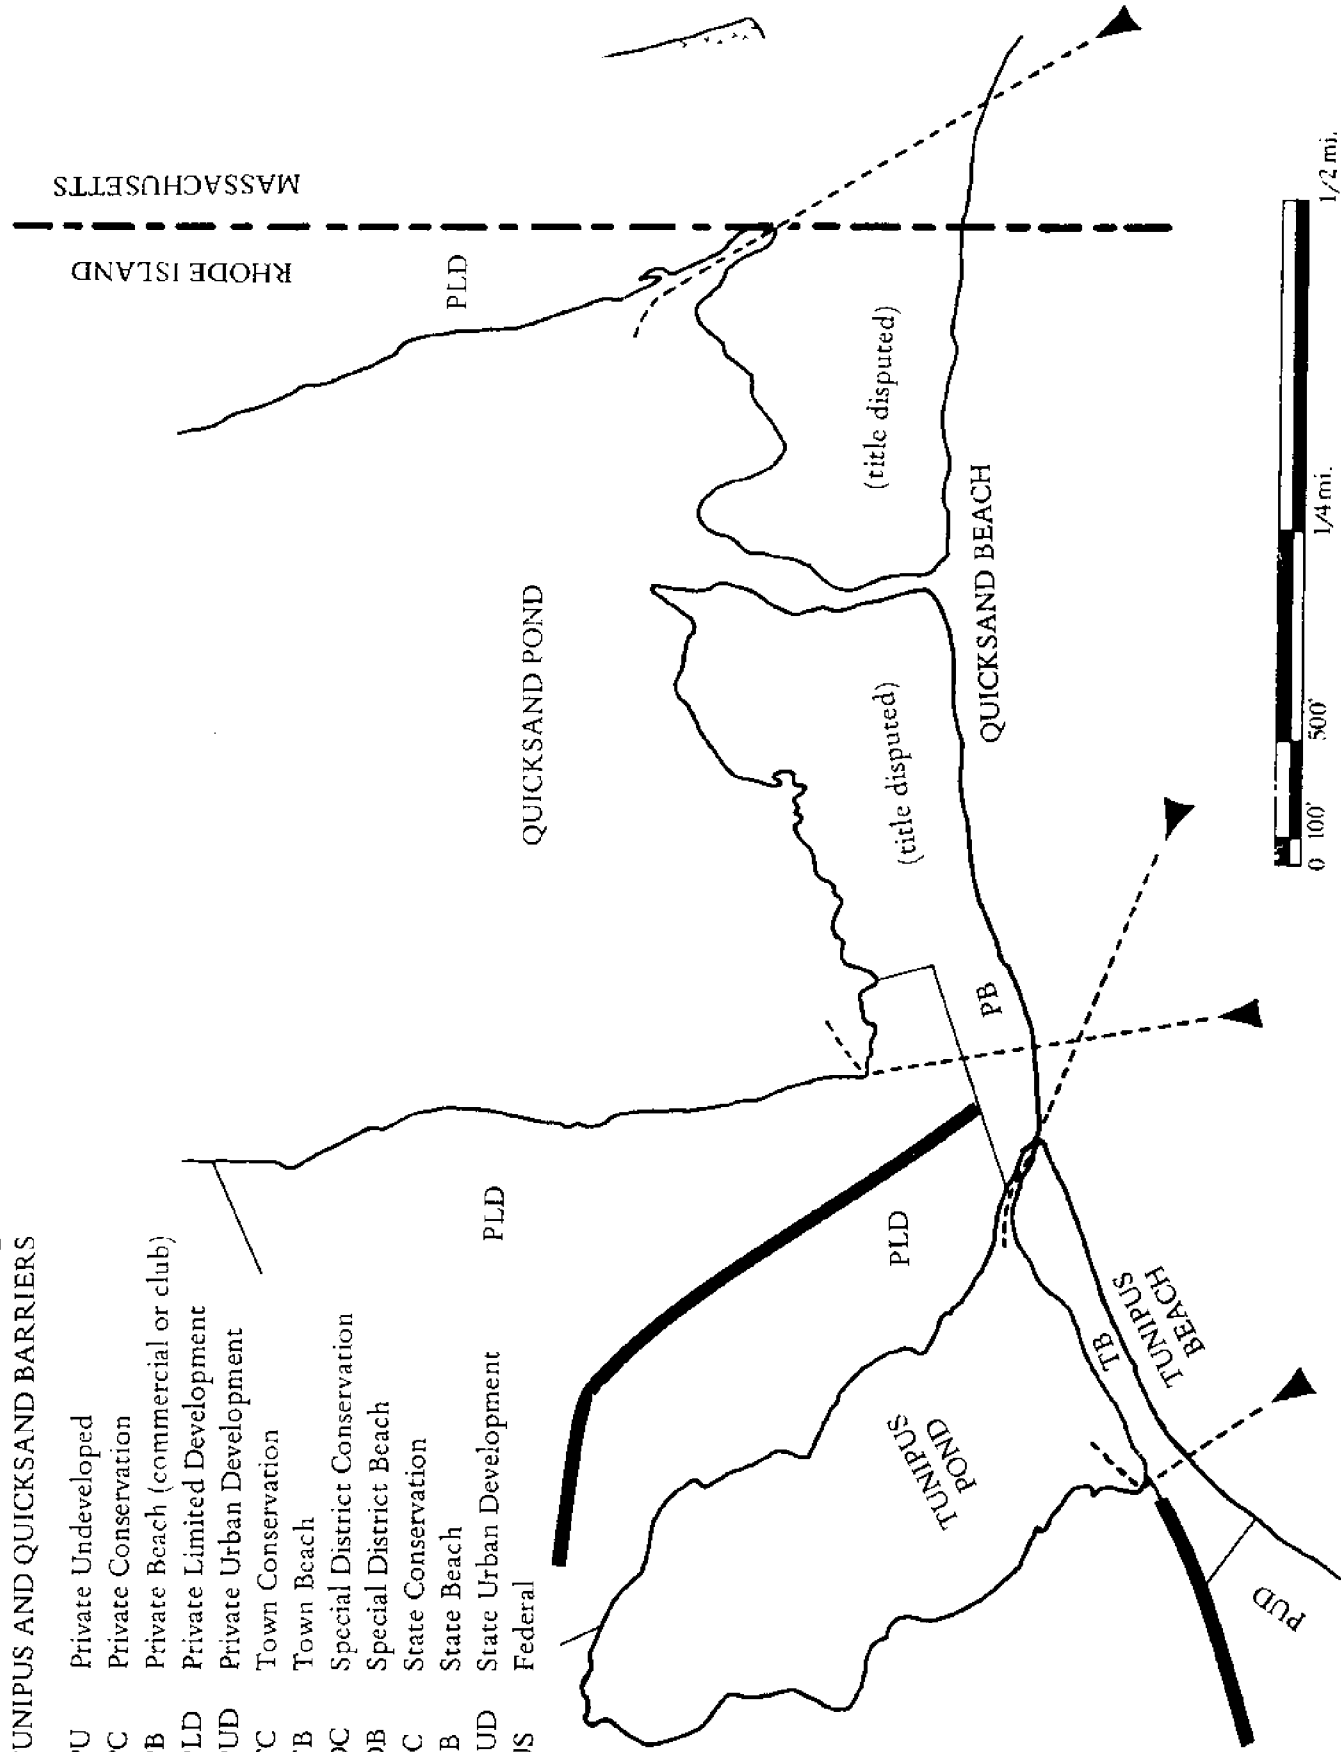 UNIPUS AND QUICKSAND BARRIERS
U Private Undeveloped
C Private Conservation
B Private Beach (commercial or club)
LD Private Limited Development
UD Private Urban Development
C Town Conservation
B Town Beach
C Special District Conservation
B Special District Beach
C State Conservation
B State Beach
UD State Urban Development
S Federal
MASSACHUSETTS
RHODE ISLAND
PLD
QUICKSAND POND
(title disputed)
(title disputed)
QUICKSAND BEACH
PB
PLD
PLD
TUNIPUS
POND
TB
TUNIPUS
BEACH
PUD
0 100' 500' 1/4 mi. 1/2 mi.